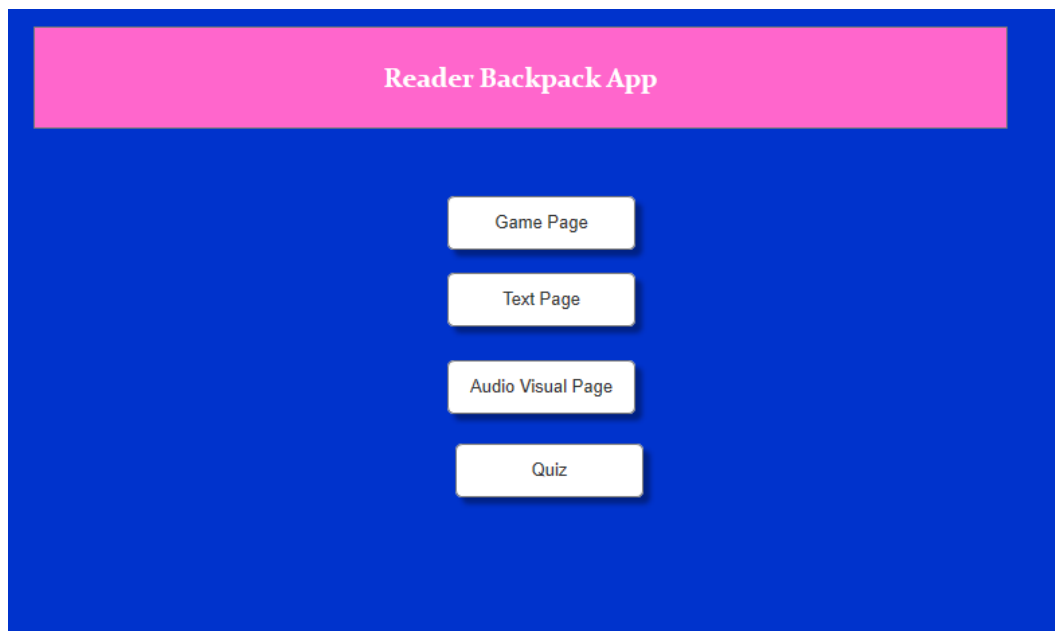 Reader Backpack App
Game Page
Text Page
Audio Visual Page
Quiz